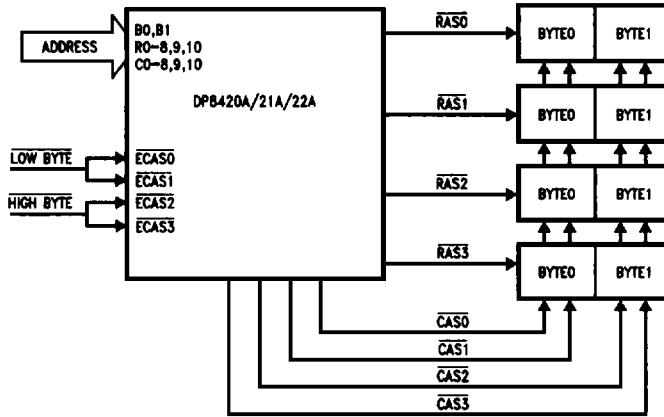 ADDRESS
B0,B1
R0-8,9,10
C0-8,9,10
DP8420A/21A/22A
LOW BYTE
HIGH BYTE
ECAS0
ECAS1
ECAS2
ECAS3
RAS0
BYTE0 BYTE1
RAS1
BYTE0 BYTE1
RAS2
BYTE0 BYTE1
RAS3
BYTE0 BYTE1
CAS0
CAS1
CAS2
CAS3